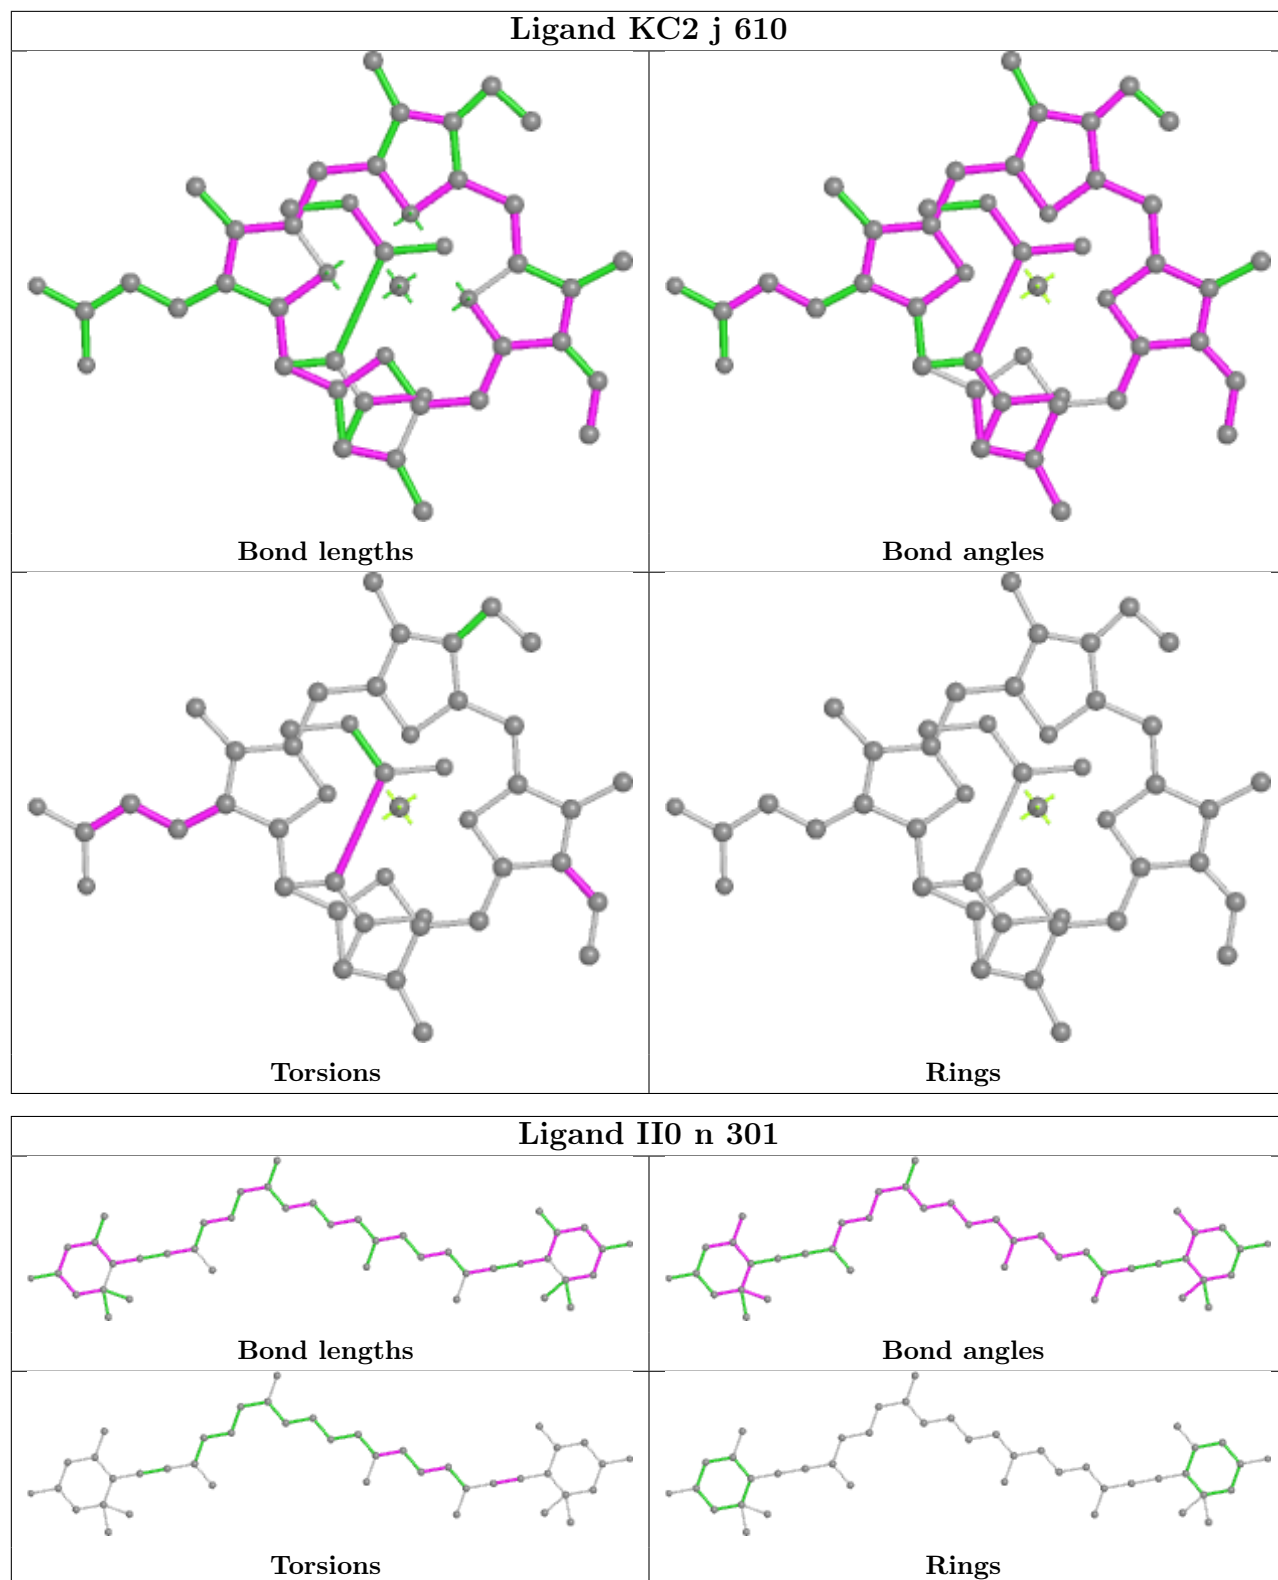 Ligand KC2 j 610
Bond lengths
Bond angles
Torsions
Rings
Ligand II0 n 301
Bond lengths
Bond angles
Torsions
Rings